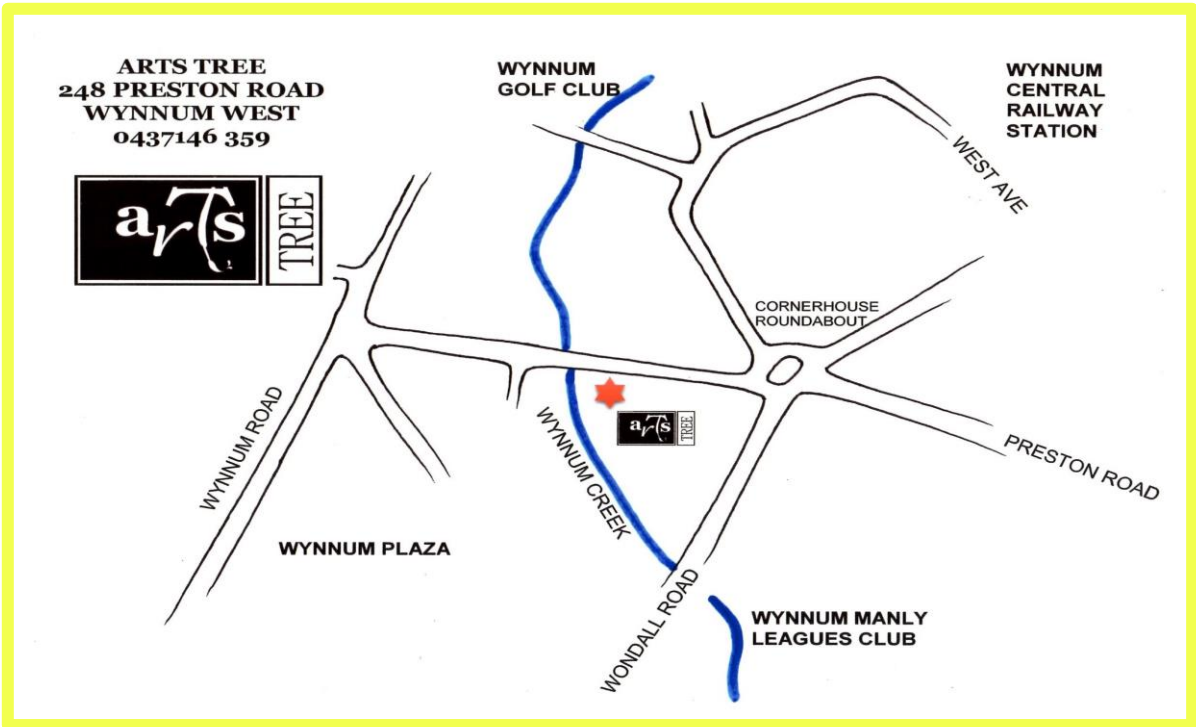 ARTS TREE
248 PRESTON ROAD
WYNNUM WEST
0437146 359
arTs
TREE
WYNNUM
GOLF CLUB
WYNNUM
CENTRAL
RAILWAY
STATION
WEST AVE
CORNERHOUSE
ROUNDABOUT
WYNNUM ROAD
arTs
TREE
WYNNUM CREEK
PRESTON ROAD
WYNNUM PLAZA
WONDALL ROAD
WYNNUM MANLY
LEAGUES CLUB